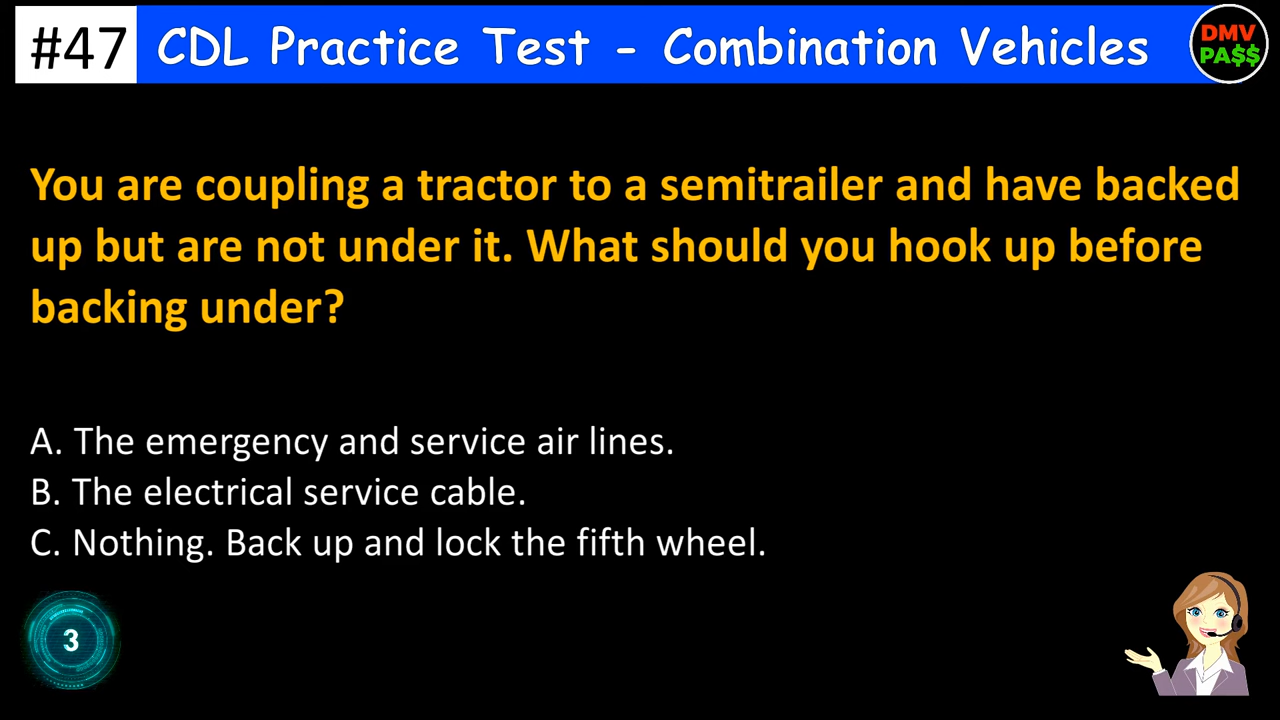 #47 CDL Practice Test - Combination Vehicles
DMV
PA$$
You are coupling a tractor to a semitrailer and have backed
up but are not under it. What should you hook up before
backing under?
A. The emergency and service air lines.
B. The electrical service cable.
C. Nothing. Back up and lock the fifth wheel.
3